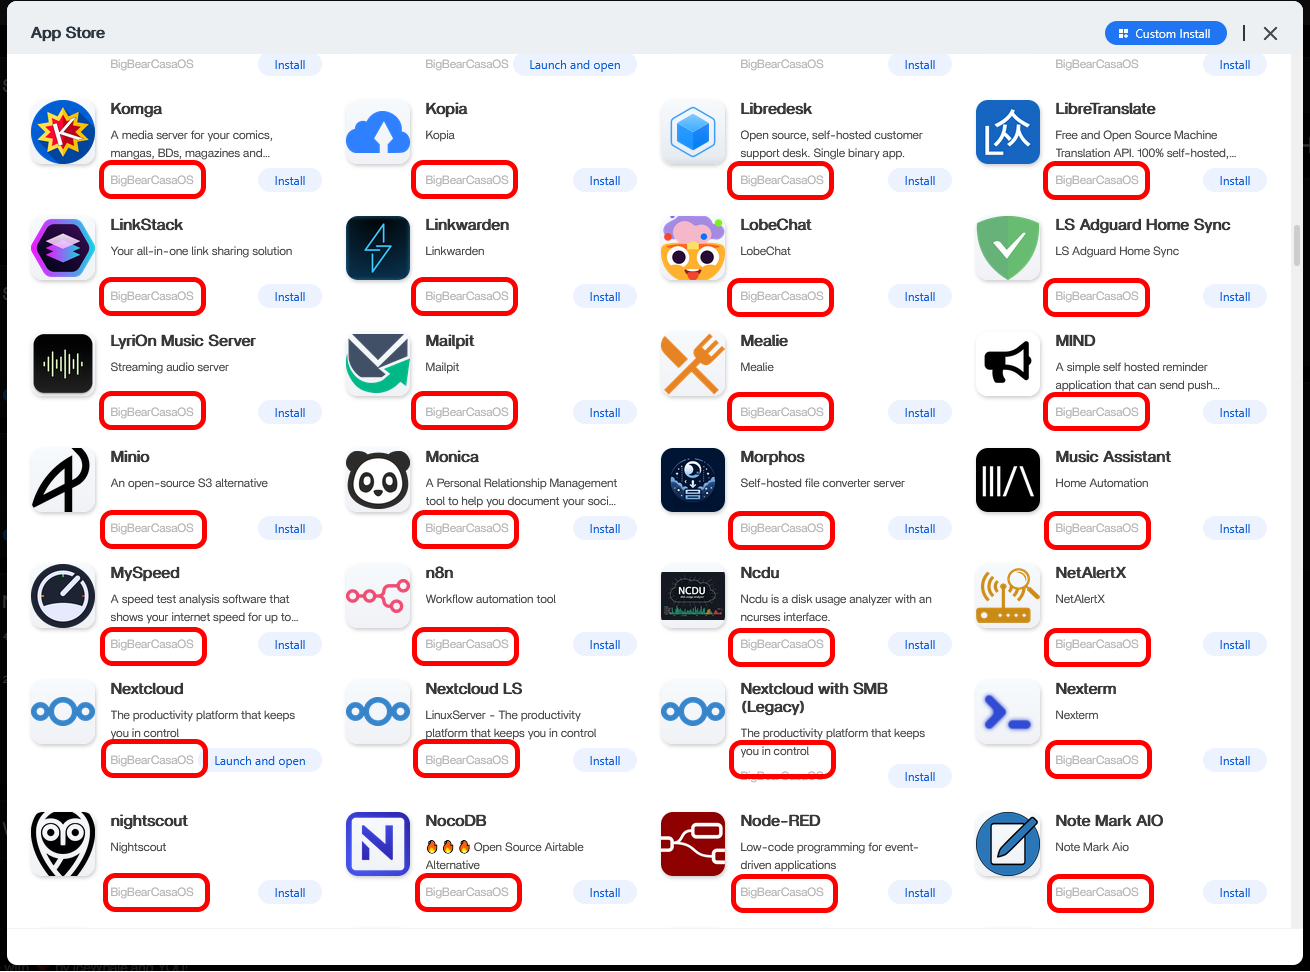 App Store
Custom Install
BigBearCasaOS
Install
BigBearCasaOS
Launch and open
BigBearCasaOS
Install
BigBearCasaOS
Install
Komga
A media server for your comics,
mangas, BDs, magazines and...
BigBearCasaOS
Install
Kopia
Kopia
BigBearCasaOS
Install
Libredesk
Open source, self-hosted customer
support desk. Single binary app.
BigBearCasaOS
Install
LibreTranslate
Free and Open Source Machine
Translation API. 100% self-hosted,...
BigBearCasaOS
Install
LinkStack
Your all-in-one link sharing solution
BigBearCasaOS
Install
Linkwarden
Linkwarden
BigBearCasaOS
Install
LobeChat
LobeChat
BigBearCasaOS
Install
LS Adguard Home Sync
LS Adguard Home Sync
BigBearCasaOS
Install
LyriOn Music Server
Streaming audio server
BigBearCasaOS
Install
Mailpit
Mailpit
BigBearCasaOS
Install
Mealie
Mealie
BigBearCasaOS
Install
MIND
A simple self hosted reminder
application that can send push...
BigBearCasaOS
Install
Minio
An open-source S3 alternative
BigBearCasaOS
Install
Monica
A Personal Relationship Management
tool to help you document your soci...
BigBearCasaOS
Install
Morphos
Self-hosted file converter server
BigBearCasaOS
Install
Music Assistant
Home Automation
BigBearCasaOS
Install
MySpeed
A speed test analysis software that
shows your internet speed for up to...
BigBearCasaOS
Install
n8n
Workflow automation tool
BigBearCasaOS
Install
NCDU
Ncdu
Ncdu is a disk usage analyzer with an
ncurses interface.
BigBearCasaOS
Install
NetAlertX
NetAlertX
BigBearCasaOS
Install
Nextcloud
The productivity platform that keeps
you in control
BigBearCasaOS
Launch and open
Nextcloud LS
LinuxServer - The productivity
platform that keeps you in control
BigBearCasaOS
Install
Nextcloud with SMB
(Legacy)
The productivity platform that keeps
you in control
BigBearCasaOS
Install
Nexterm
Nexterm
BigBearCasaOS
Install
nightscout
Nightscout
BigBearCasaOS
Install
N
NocoDB
🔥🔥🔥 Open Source Airtable
Alternative
BigBearCasaOS
Install
Node-RED
Low-code programming for event-
driven applications
BigBearCasaOS
Install
Note Mark AIO
Note Mark Aio
BigBearCasaOS
Install